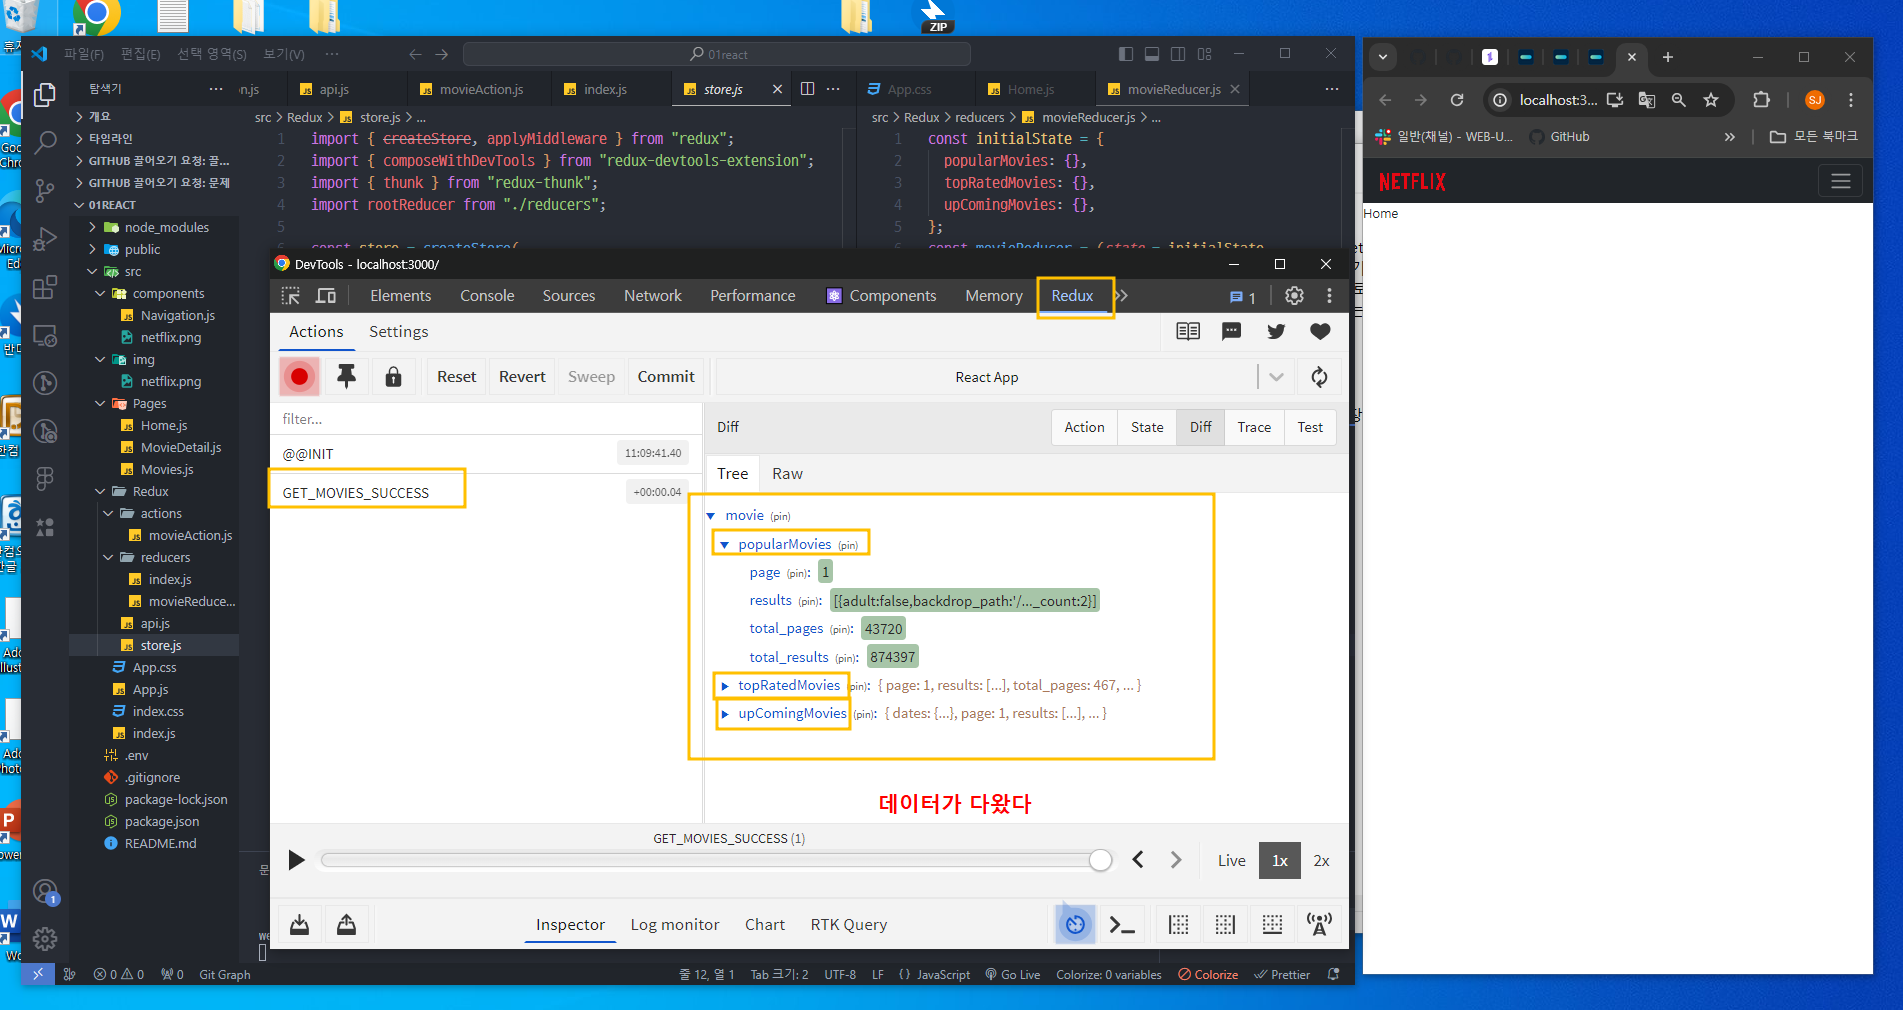 ZIP
파일(F) 편집(E) 선택 영역(S) 보기(V) ··· 01react
탐색기 ··· n.js api.js movieAction.js index.js store.js ··· App.css Home.js movieReducer.js ···
개요
타임라인
GITHUB 끌어오기 요청: 끌...
GITHUB 끌어오기 요청: 문제
01REACT
node_modules
public
src
components
Navigation.js
netflix.png
img
netflix.png
Pages
Home.js
MovieDetail.js
Movies.js
Redux
actions
movieAction.js
reducers
index.js
movieReduce...
api.js
store.js
App.css
App.js
index.css
index.js
.env
.gitignore
package-lock.json
package.json
README.md
src > Redux > store.js > ...
1 import { createStore, applyMiddleware } from "redux";
2 import { composeWithDevTools } from "redux-devtools-extension";
3 import { thunk } from "redux-thunk";
4 import rootReducer from "./reducers";
5
const store = createStore(
src > Redux > reducers > movieReducer.js > ...
1 const initialState = {
2 popularMovies: {},
3 topRatedMovies: {},
4 upComingMovies: {},
5 };
6 const movieReducer = (state = initialState
DevTools - localhost:3000/
Elements Console Sources Network Performance Components Memory Redux 1
Actions Settings
Reset Revert Sweep Commit React App
filter...
@@INIT 11:09:41.40
GET_MOVIES_SUCCESS +00:00.04
Diff Action State Diff Trace Test
Tree Raw
movie (pin)
popularMovies (pin)
page (pin): 1
results (pin): [{adult:false,backdrop_path:'/..._count:2}]
total_pages (pin): 43720
total_results (pin): 874397
topRatedMovies (pin): { page: 1, results: [...], total_pages: 467, ... }
upComingMovies (pin): { dates: {...}, page: 1, results: [...], ... }
데이터가 다왔다
GET_MOVIES_SUCCESS (1)
Live 1x 2x
Inspector Log monitor Chart RTK Query
0 0 0 Git Graph 줄 12, 열 1 Tab 크기: 2 UTF-8 LF {} JavaScript Go Live Colorize: 0 variables Colorize Prettier
localhost:3... SJ
일반(채널) - WEB-U... GitHub 모든 북마크
NETFLIX
Home